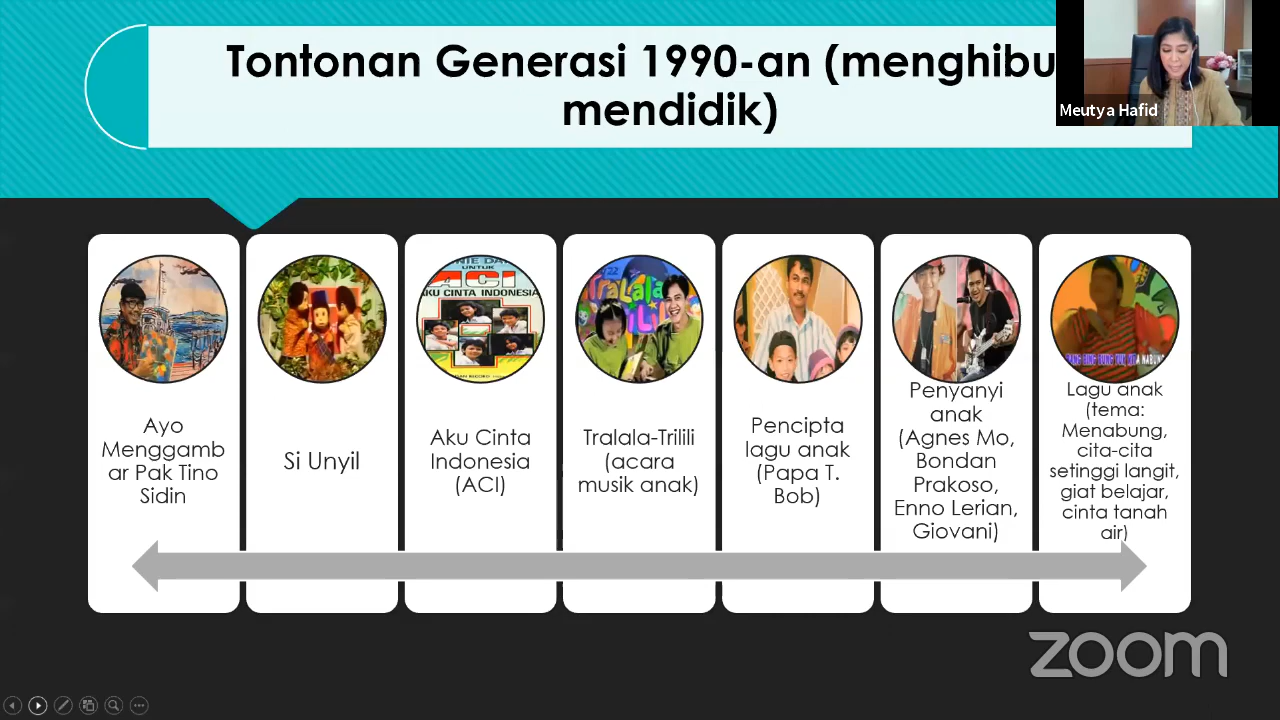 Tontonan Generasi 1990-an (menghibu
mendidik)
Meutya Hafid
ACI
AKU CINTA INDONESIA
UNTUK
Ayo
Menggamb
ar Pak Tino
Sidin
Si Unyil
Aku Cinta
Indonesia
(ACI)
Tralala-Trilili
(acara
musik anak)
Pencipta
lagu anak
(Papa T.
Bob)
Penyanyi
anak
(Agnes Mo,
Bondan
Prakoso,
Enno Lerian,
Giovani)
Lagu anak
(tema:
Menabung,
cita-cita
setinggi langit,
giat belajar,
cinta tanah
air)
zoom